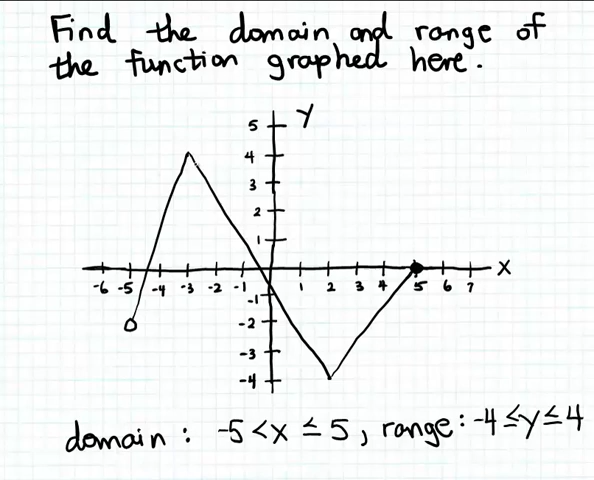 Find the domain and range of
the function graphed here.
Y
5
4
3
2
1
-6 -5 -4 -3 -2 -1 1 2 3 4 5 6 7 X
-1
-2
-3
-4
domain : -5 < x ≤ 5 , range : -4 ≤ y ≤ 4